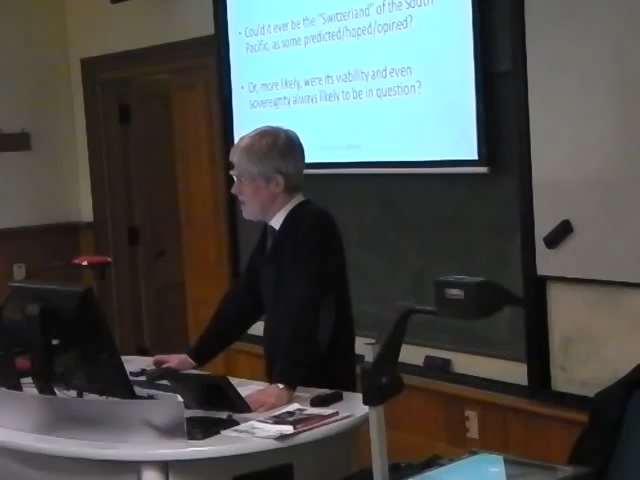 • Could it ever be the "Switzerland" of the South
Pacific, as some predicted/hoped/opined?
• Or, more likely, were its viability and even
sovereignty always likely to be in question?